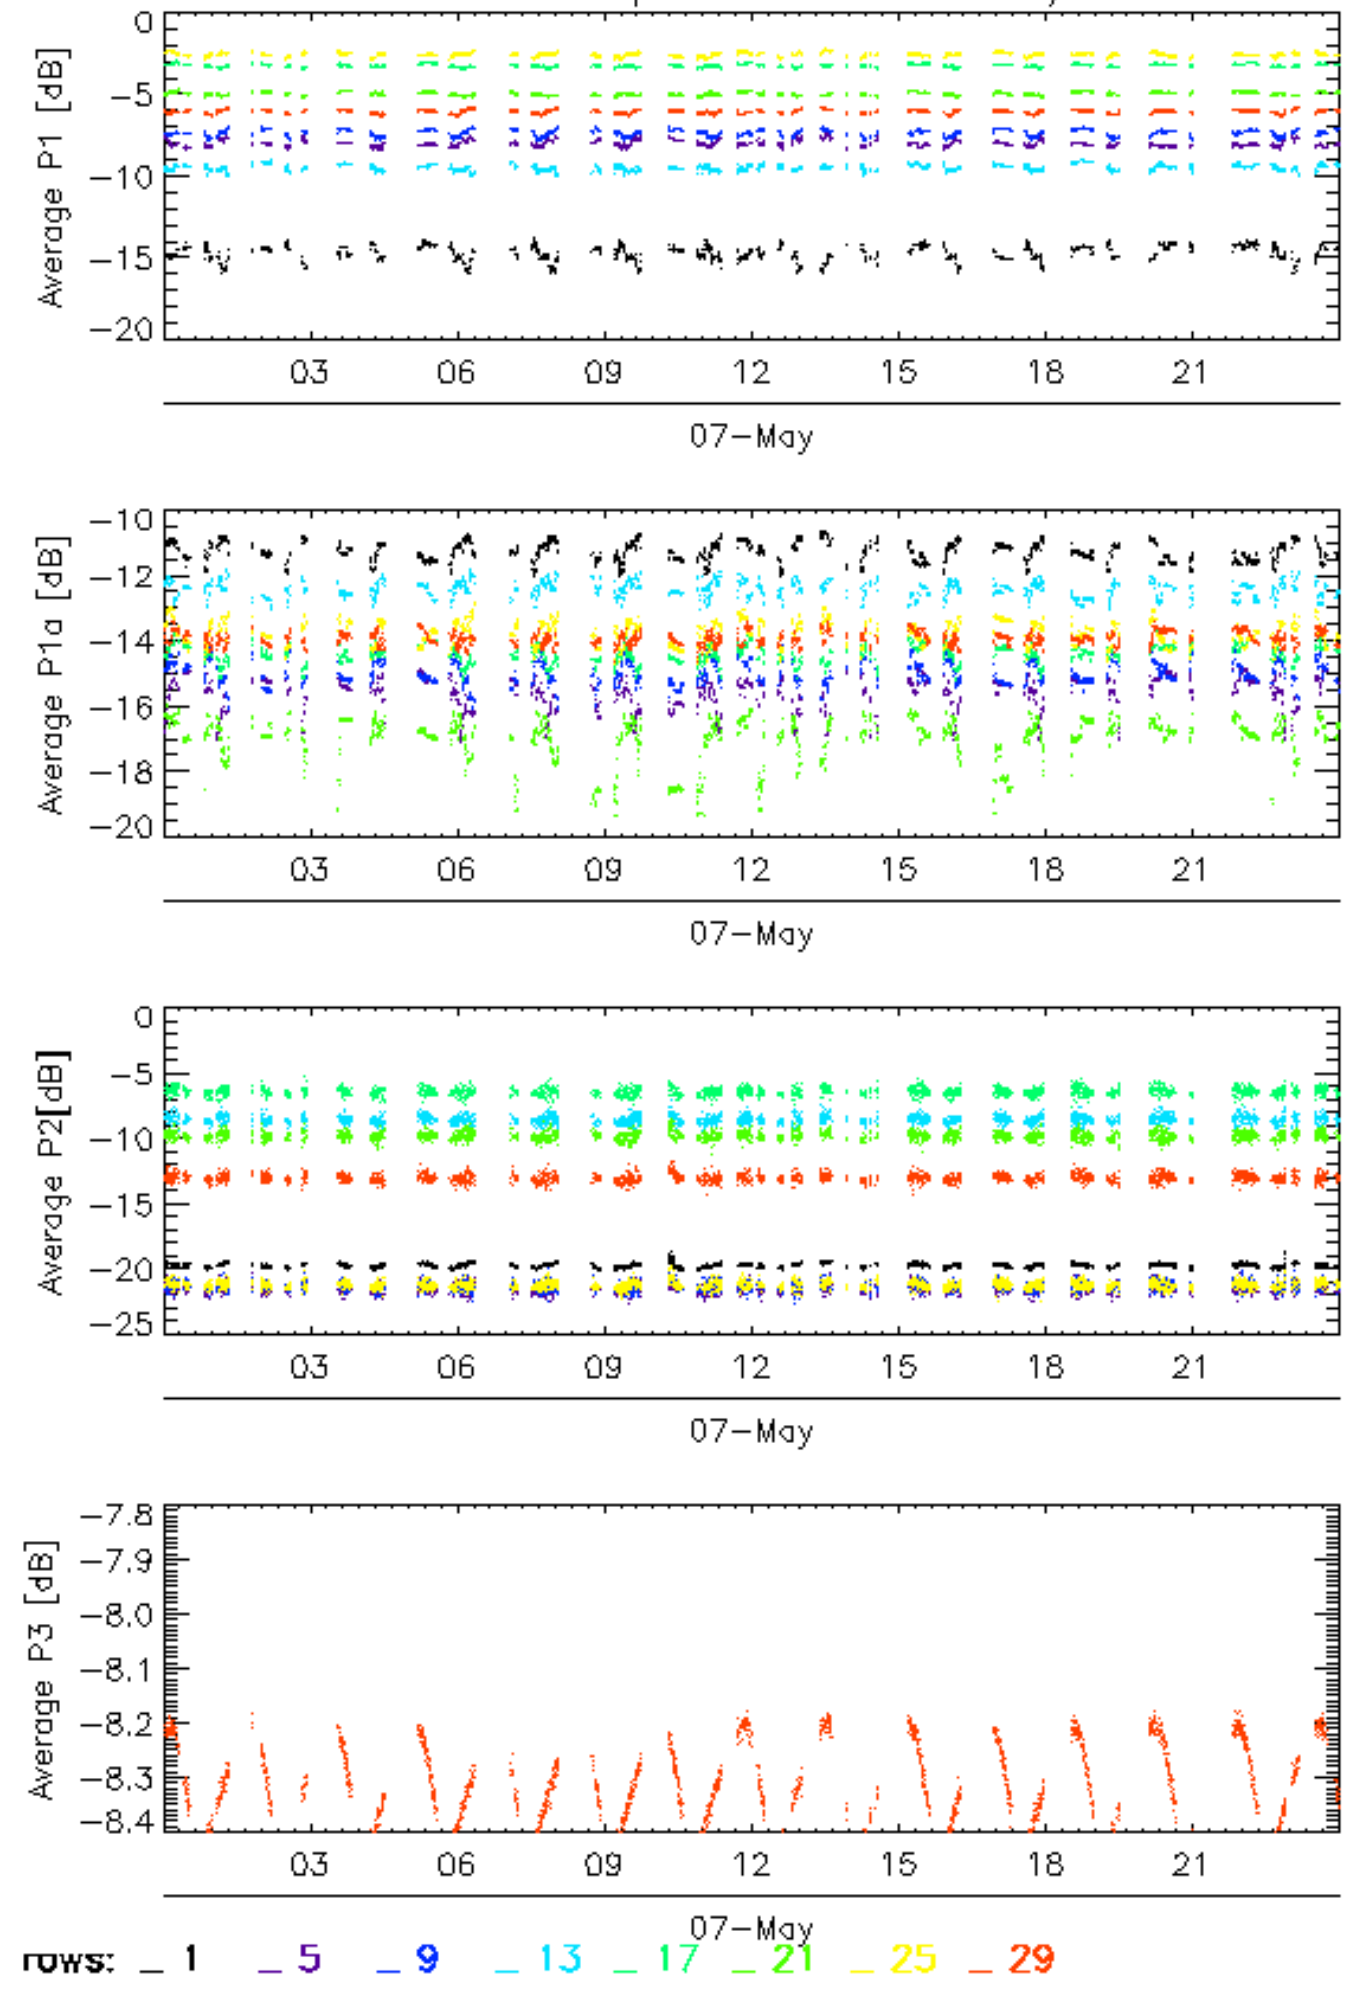 0
−5
−10
−15
−20
Average P1 [dB]
03 06 09 12 15 18 21
07−May
−10
−12
−14
−16
−18
−20
Average P1a [dB]
03 06 09 12 15 18 21
07−May
0
−5
−10
−15
−20
−25
Average P2[dB]
03 06 09 12 15 18 21
07−May
−7.8
−7.9
−8.0
−8.1
−8.2
−8.3
−8.4
Average P3 [dB]
03 06 09 12 15 18 21
07−May
rows: _ 1 _ 5 _ 9 _ 13 _ 17 _ 21 _ 25 _ 29